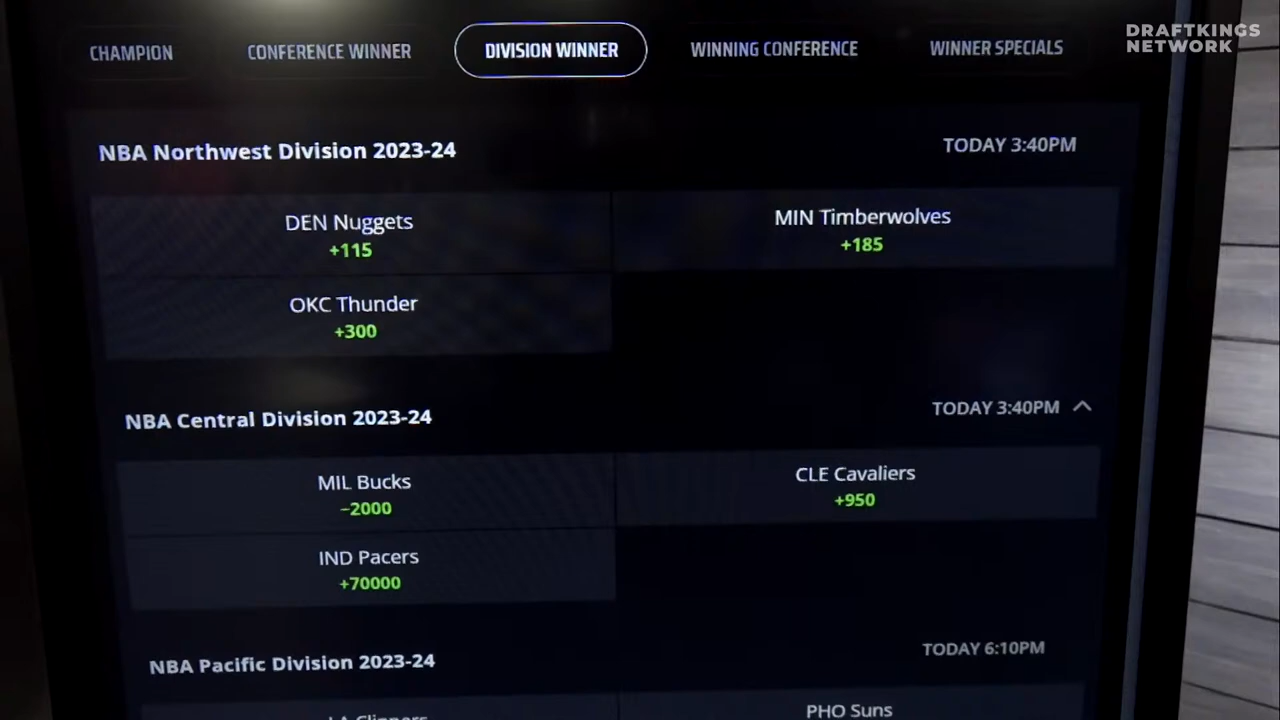 DRAFTKINGS
NETWORK
CHAMPION
CONFERENCE WINNER
DIVISION WINNER
WINNING CONFERENCE
WINNER SPECIALS
NBA Northwest Division 2023-24
TODAY 3:40PM
DEN Nuggets
+115
MIN Timberwolves
+185
OKC Thunder
+300
NBA Central Division 2023-24
TODAY 3:40PM
MIL Bucks
−2000
CLE Cavaliers
+950
IND Pacers
+70000
NBA Pacific Division 2023-24
TODAY 6:10PM
LA Clippers
PHO Suns